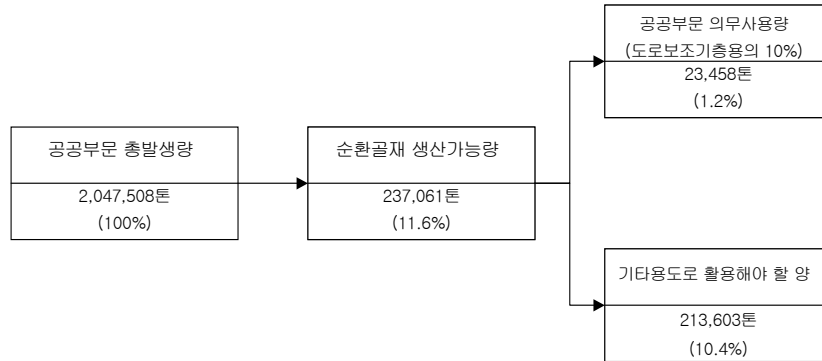 공공부문 총발생량
2,047,508톤
(100%)
순환골재 생산가능량
237,061톤
(11.6%)
공공부문 의무사용량
(도로보조기층용의 10%)
23,458톤
(1.2%)
기타용도로 활용해야 할 양
213,603톤
(10.4%)